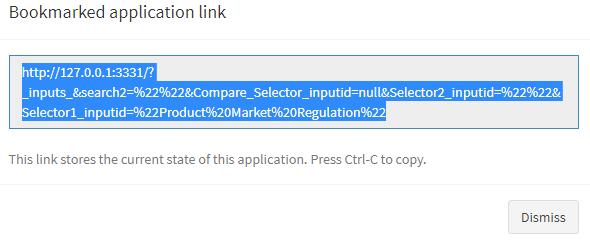 Bookmarked application link
http://127.0.0.1:3331/?
_inputs_&search2=%22%22&Compare_Selector_inputid=null&Selector2_inputid=%22%22&
Selector1_inputid=%22Product%20Market%20Regulation%22
This link stores the current state of this application. Press Ctrl-C to copy.
Dismiss